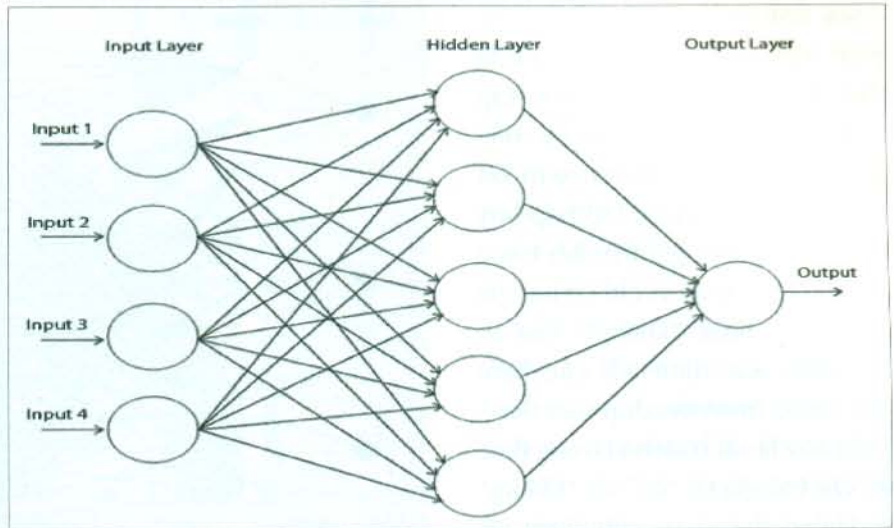 Input Layer
Hidden Layer
Output Layer
Input 1
Input 2
Input 3
Input 4
Output